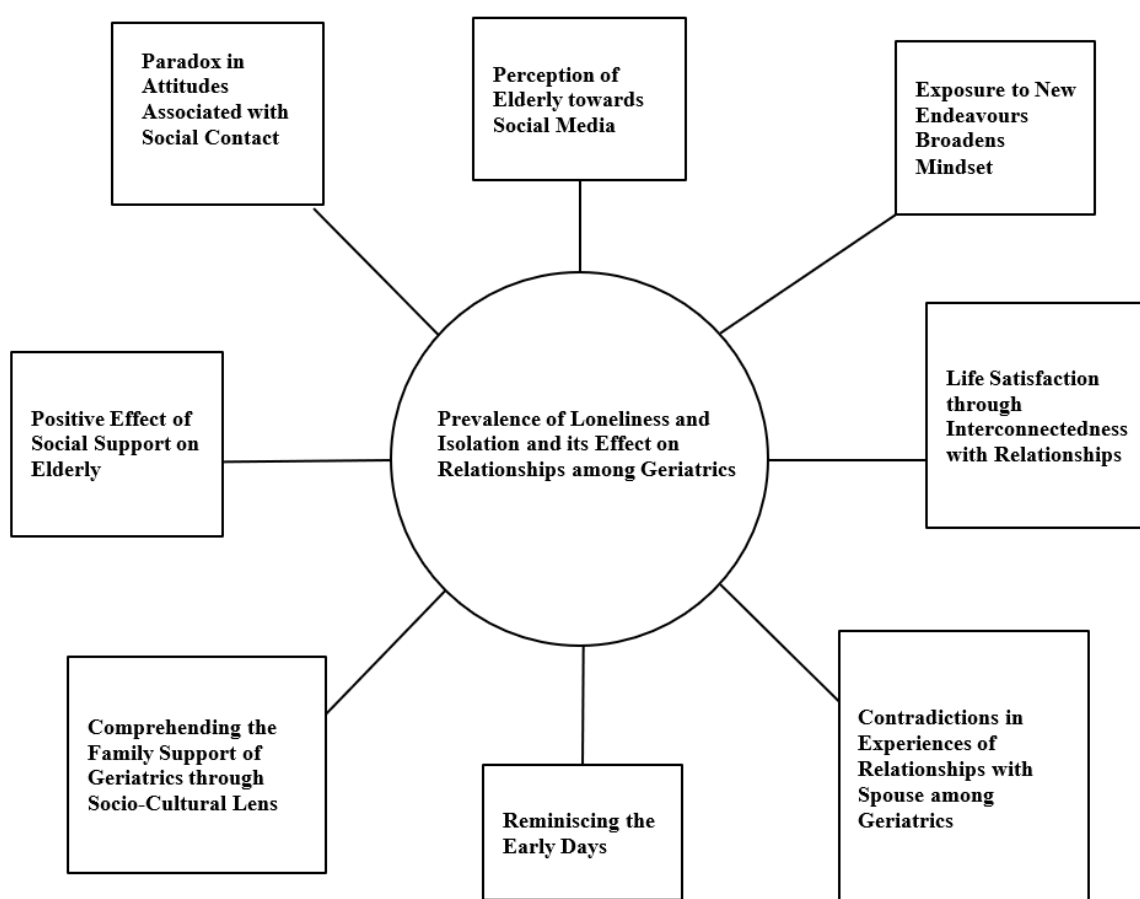 Paradox in
Attitudes
Associated with
Social Contact
Perception of
Elderly towards
Social Media
Exposure to New
Endeavours
Broadens
Mindset
Positive Effect of
Social Support on
Elderly
Prevalence of Loneliness and
Isolation and its Effect on
Relationships among Geriatrics
Life Satisfaction
through
Interconnectedness
with Relationships
Comprehending the
Family Support of
Geriatrics through
Socio-Cultural Lens
Reminiscing the
Early Days
Contradictions in
Experiences of
Relationships with
Spouse among
Geriatrics